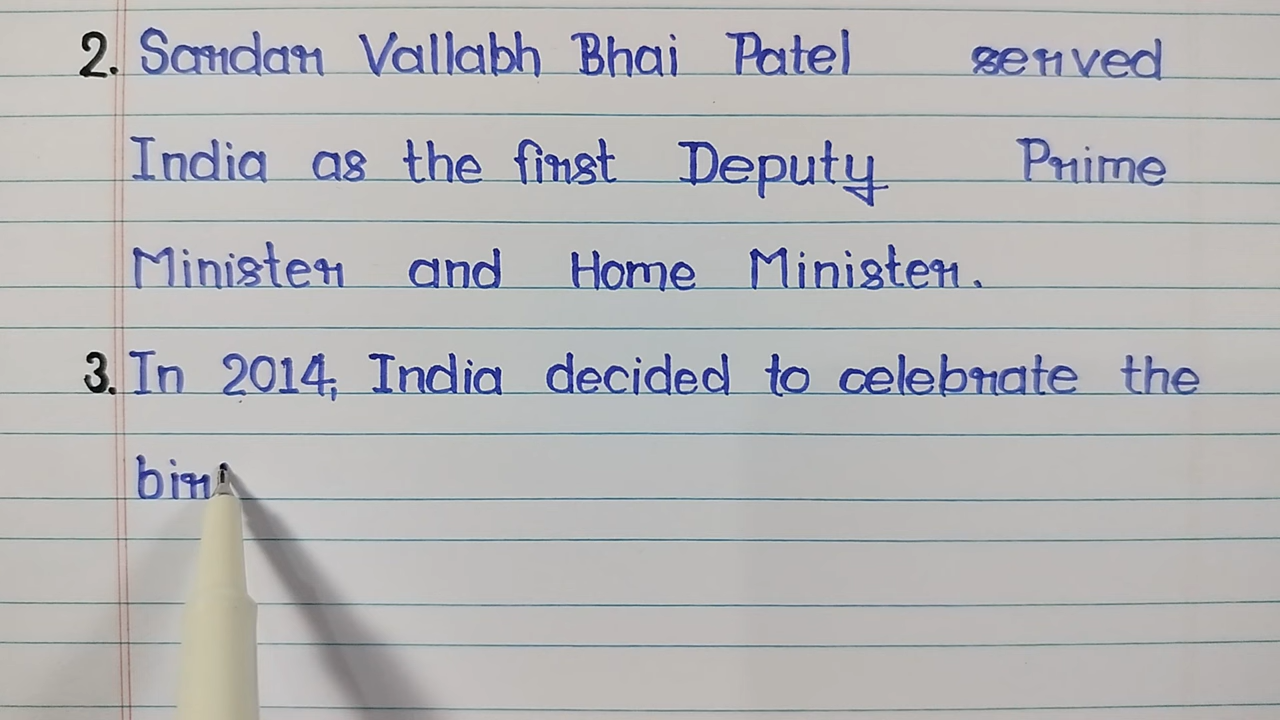 2. Sardar Vallabh Bhai Patel served
India as the first Deputy Prime
Minister and Home Minister.
3. In 2014, India decided to celebrate the
bir